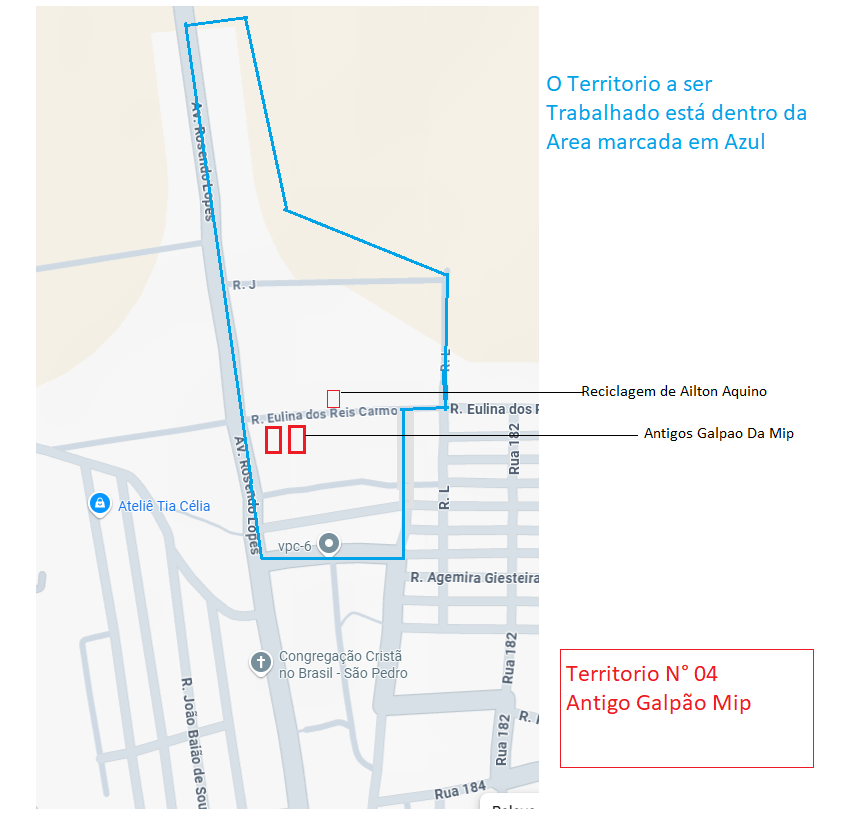 O Territorio a ser
Trabalhado está dentro da
Area marcada em Azul
Av. Rosendo Lopes
R. J
R. L
Reciclagem de Ailton Aquino
R. Eulina dos Reis Carmo
R. Eulina dos F
Antigos Galpao Da Mip
Rua 182
Av. Rosendo Lopes
R. L
Ateliê Tia Célia
vpc-6
R. Agemira Giesteira
Congregação Cristã
no Brasil - São Pedro
Rua 182
Territorio N° 04
Antigo Galpão Mip
R. João Baião de Sou
Rua 182
R.
Rua 184